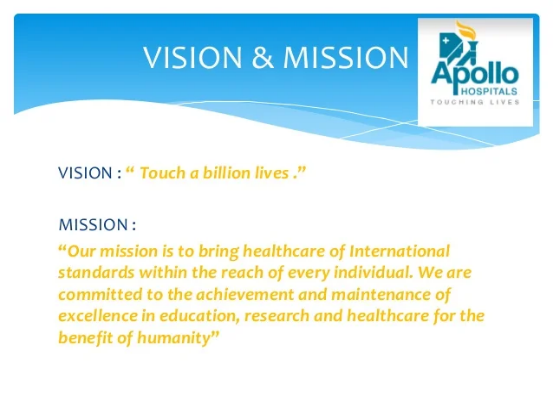 VISION & MISSION
Apollo
HOSPITALS
TOUCHING LIVES
VISION : “ Touch a billion lives .”
MISSION :
“Our mission is to bring healthcare of International
standards within the reach of every individual. We are
committed to the achievement and maintenance of
excellence in education, research and healthcare for the
benefit of humanity”